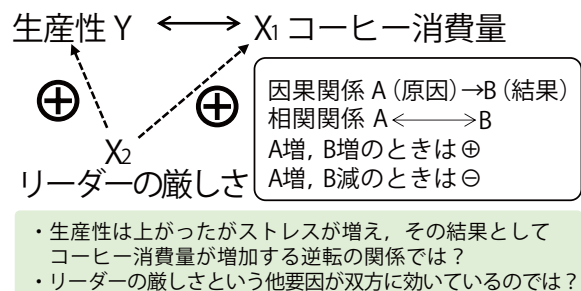 生産性 Y ⟷ X₁ コーヒー消費量
⊕
⊕
X₂
リーダーの厳しさ
因果関係 A（原因）→B（結果）
相関関係 A⟷B
A増, B増のときは⊕
A増, B減のときは⊖
・生産性は上がったがストレスが増え，その結果として
コーヒー消費量が増加する逆転の関係では？
・リーダーの厳しさという他要因が双方に効いているのでは？